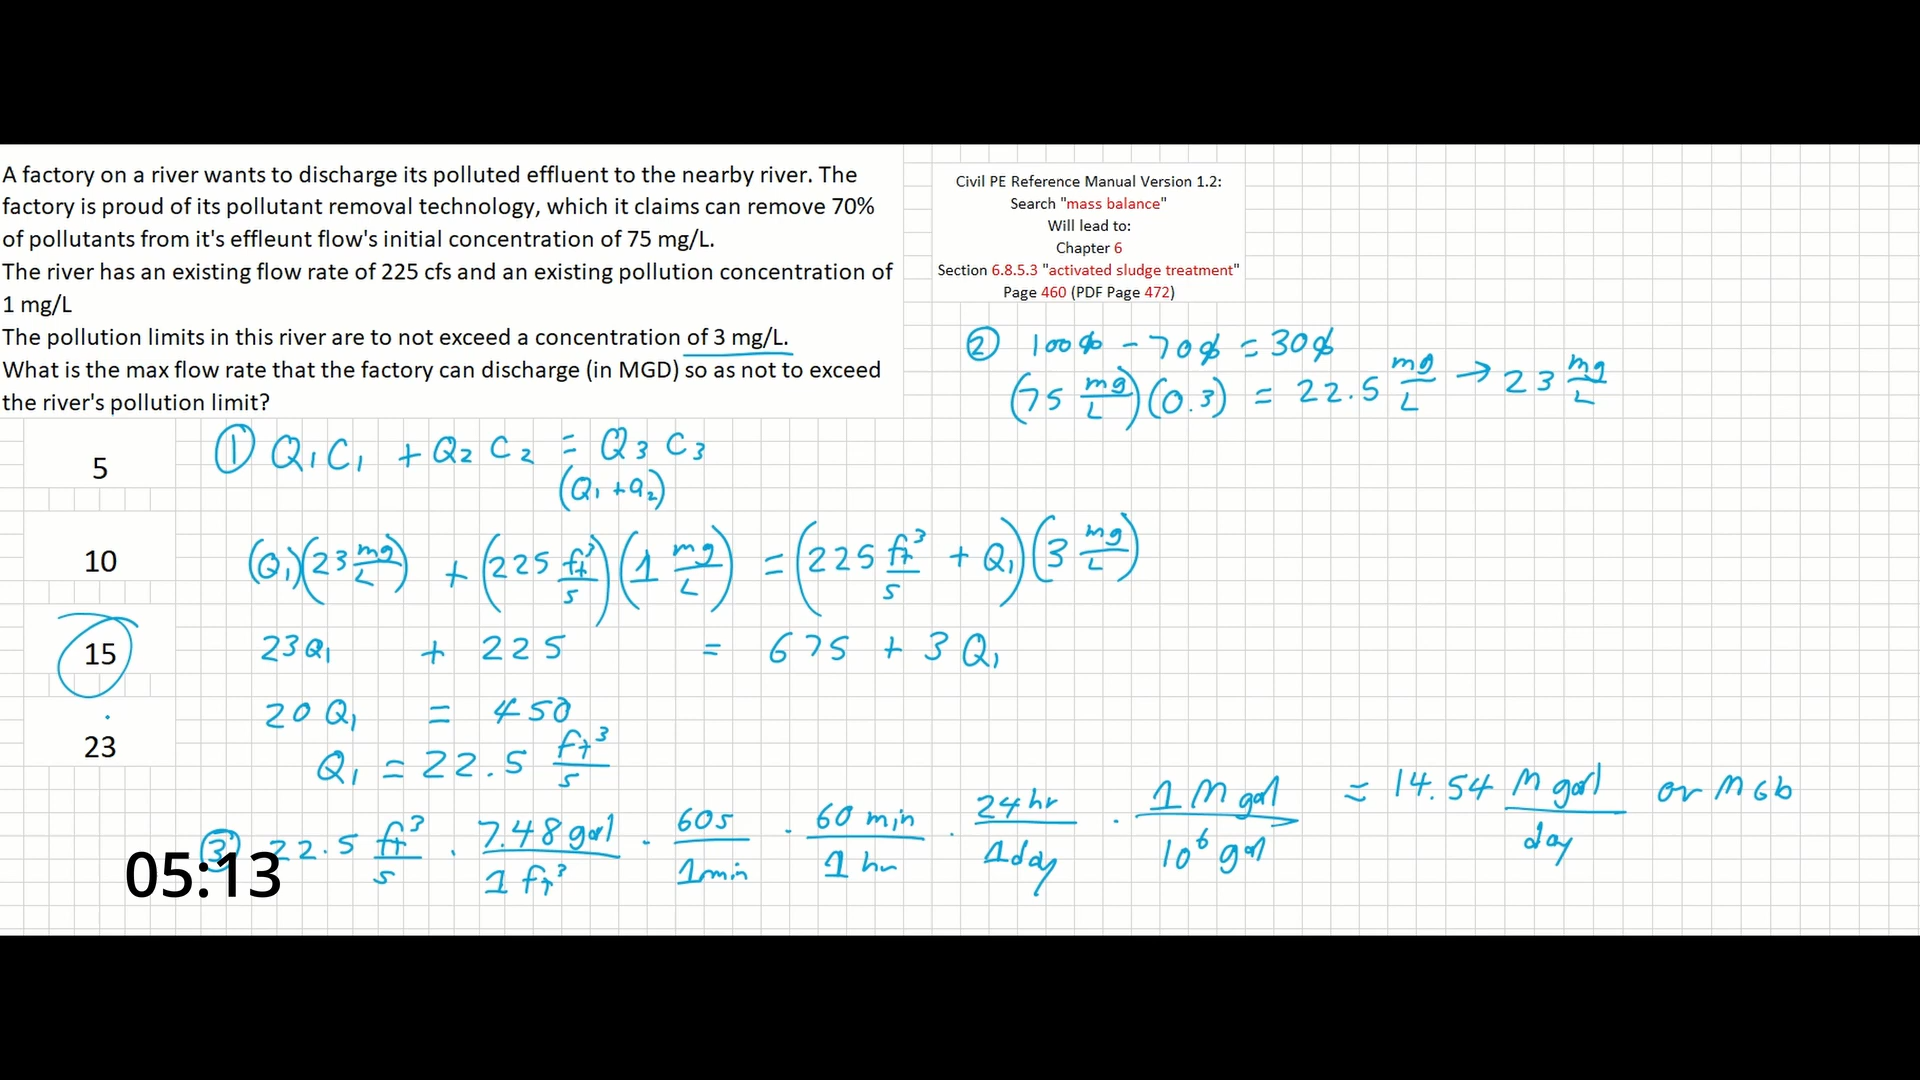 A factory on a river wants to discharge its polluted effluent to the nearby river. The
factory is proud of its pollutant removal technology, which it claims can remove 70%
of pollutants from it's effleunt flow's initial concentration of 75 mg/L.
The river has an existing flow rate of 225 cfs and an existing pollution concentration of
1 mg/L
The pollution limits in this river are to not exceed a concentration of 3 mg/L.
What is the max flow rate that the factory can discharge (in MGD) so as not to exceed
the river's pollution limit?
Civil PE Reference Manual Version 1.2:
Search "mass balance"
Will lead to:
Chapter 6
Section 6.8.5.3 "activated sludge treatment"
Page 460 (PDF Page 472)
② 100% - 70% = 30%
(75 mg/L)(0.3) = 22.5 mg/L → 23 mg/L
5
10
15
23
① Q₁C₁ + Q₂ C₂ = Q₃ C₃
(Q₁ + Q₂)
(Q₁)(23 mg/L) + (225 ft³/s)(1 mg/L) = (225 ft³/s + Q₁)(3 mg/L)
23Q₁ + 225 = 675 + 3Q₁
20Q₁ = 450
Q₁ = 22.5 ft³/s
③ 22.5 ft³/s · 7.48 gal/1 ft³ · 60s/1min · 60 min/1 hr · 24 hr/1day · 1 M gal/10⁶ gal = 14.54 M gal/day or MGD
05:13